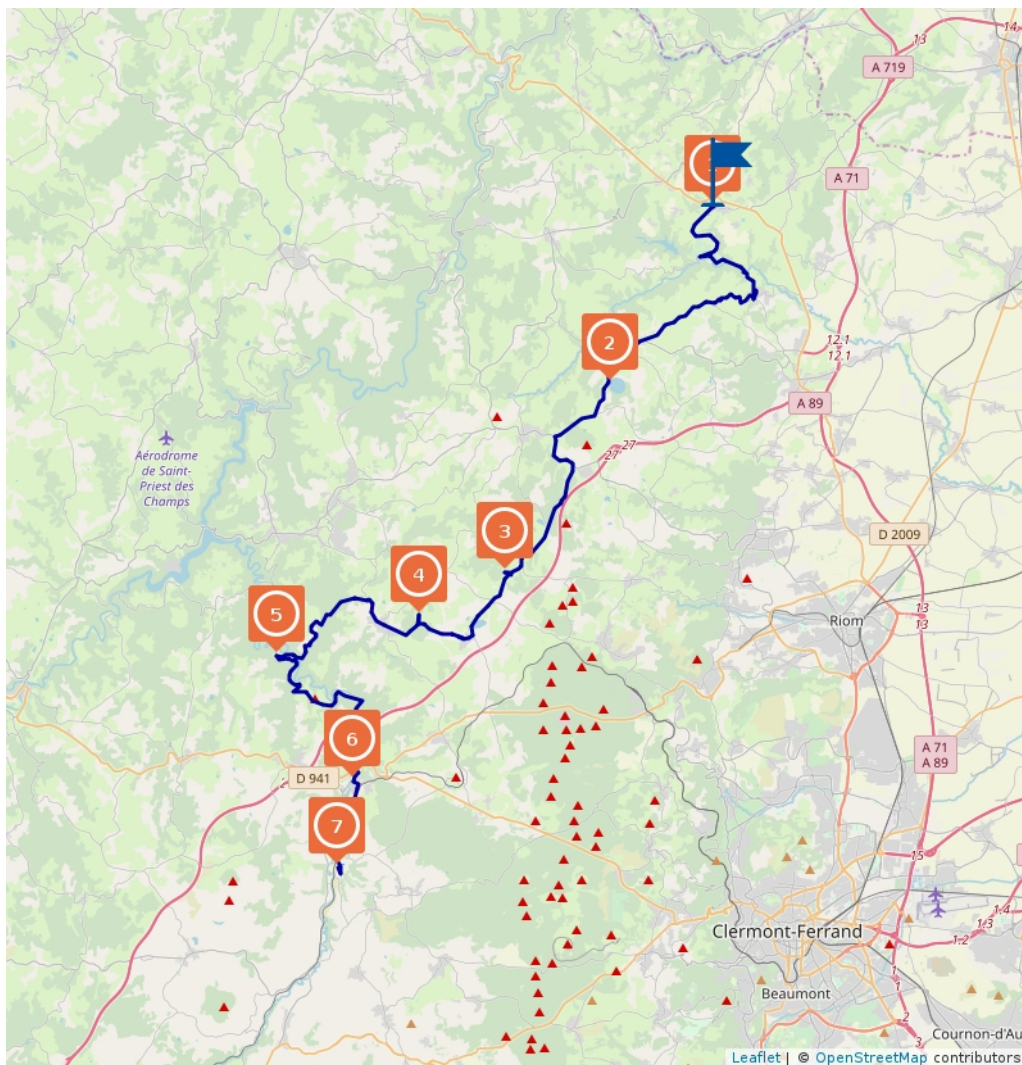 14
13
A 719
A 71
2
12.1
12.1
A 89
27
27
Aérodrome
de Saint-
Priest des
Champs
3
D 2009
4
5
13
13
Riom
6
A 71
A 89
D 941
7
15
Clermont-Ferrand
1.4
1.3
1.2
1
1
Beaumont
2
3
Cournon-d'Au
Leaflet | © OpenStreetMap contributors